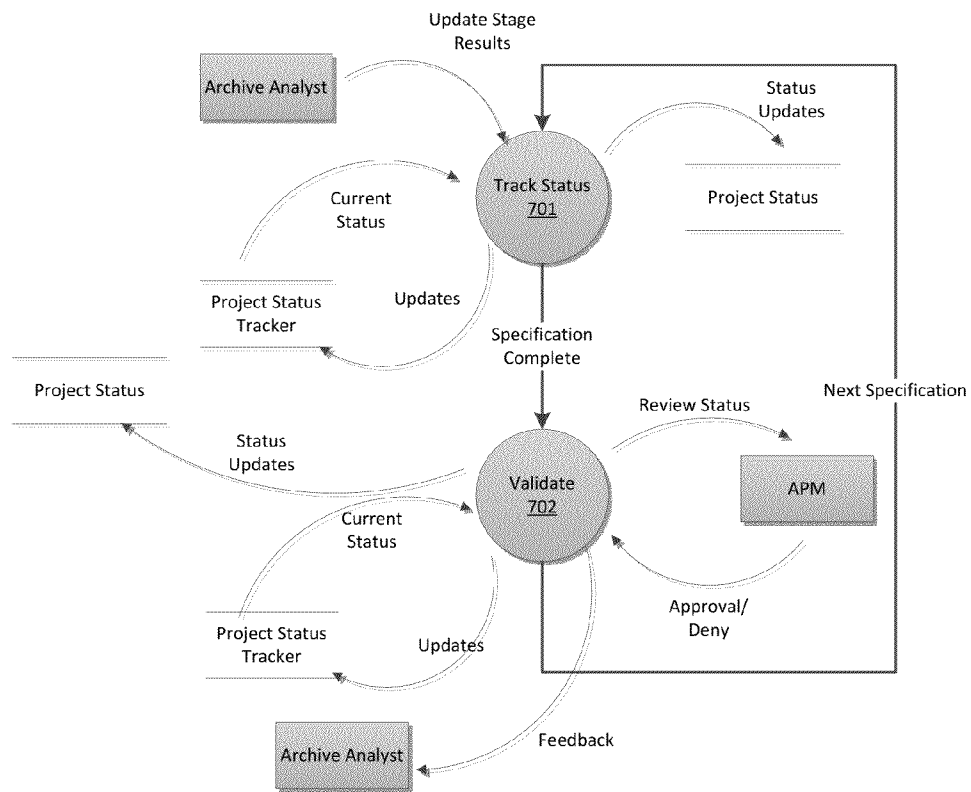 Update Stage
Results
Archive Analyst
Status
Updates
Track Status
701
Project Status
Current
Status
Project Status
Tracker
Updates
Specification
Complete
Project Status
Next Specification
Review Status
Status
Updates
Validate
702
APM
Current
Status
Approval/
Deny
Project Status
Tracker
Updates
Feedback
Archive Analyst